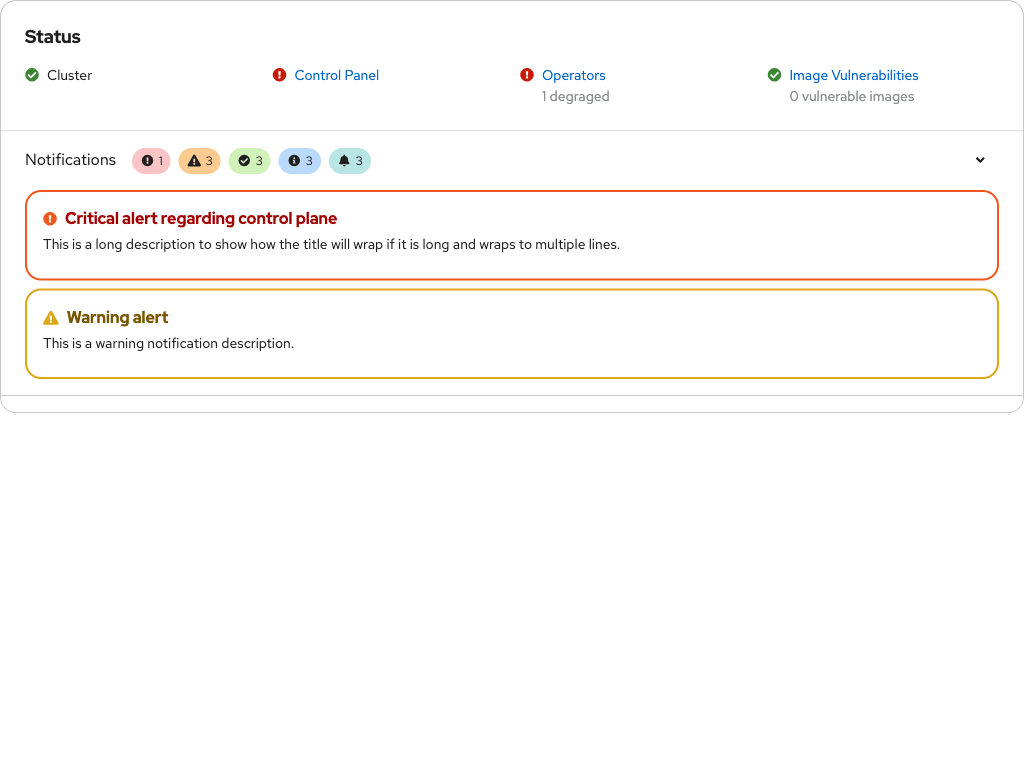 Status
Cluster
Control Panel
Operators
1 degraded
Image Vulnerabilities
0 vulnerable images
Notifications 1 3 3 3 3
Critical alert regarding control plane
This is a long description to show how the title will wrap if it is long and wraps to multiple lines.
Warning alert
This is a warning notification description.